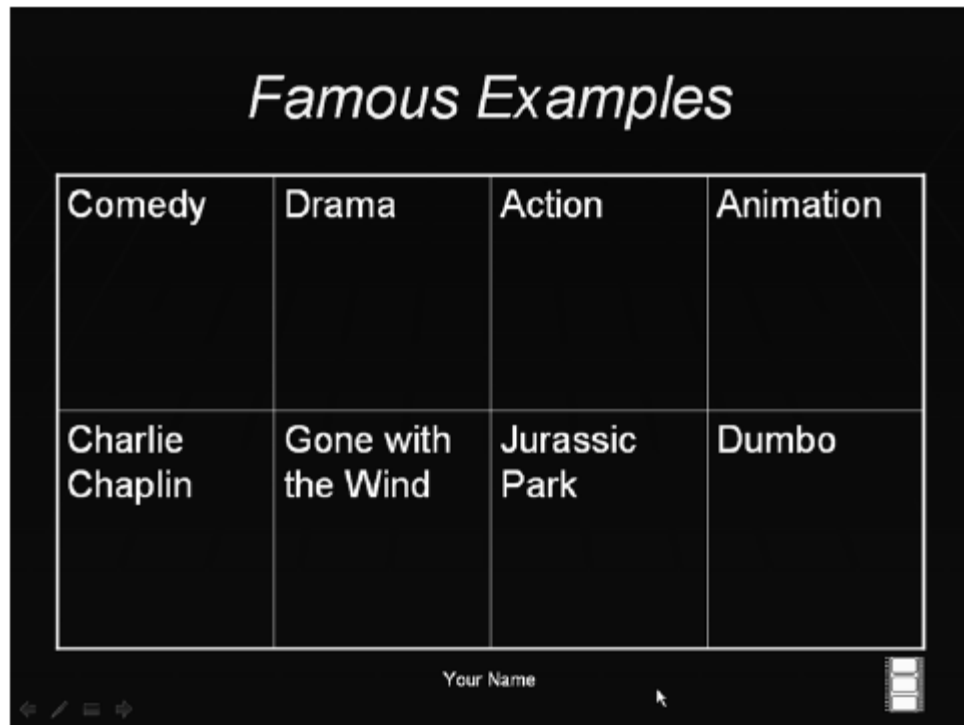 Famous Examples
Comedy
Drama
Action
Animation
Charlie
Chaplin
Gone with
the Wind
Jurassic
Park
Dumbo
Your Name